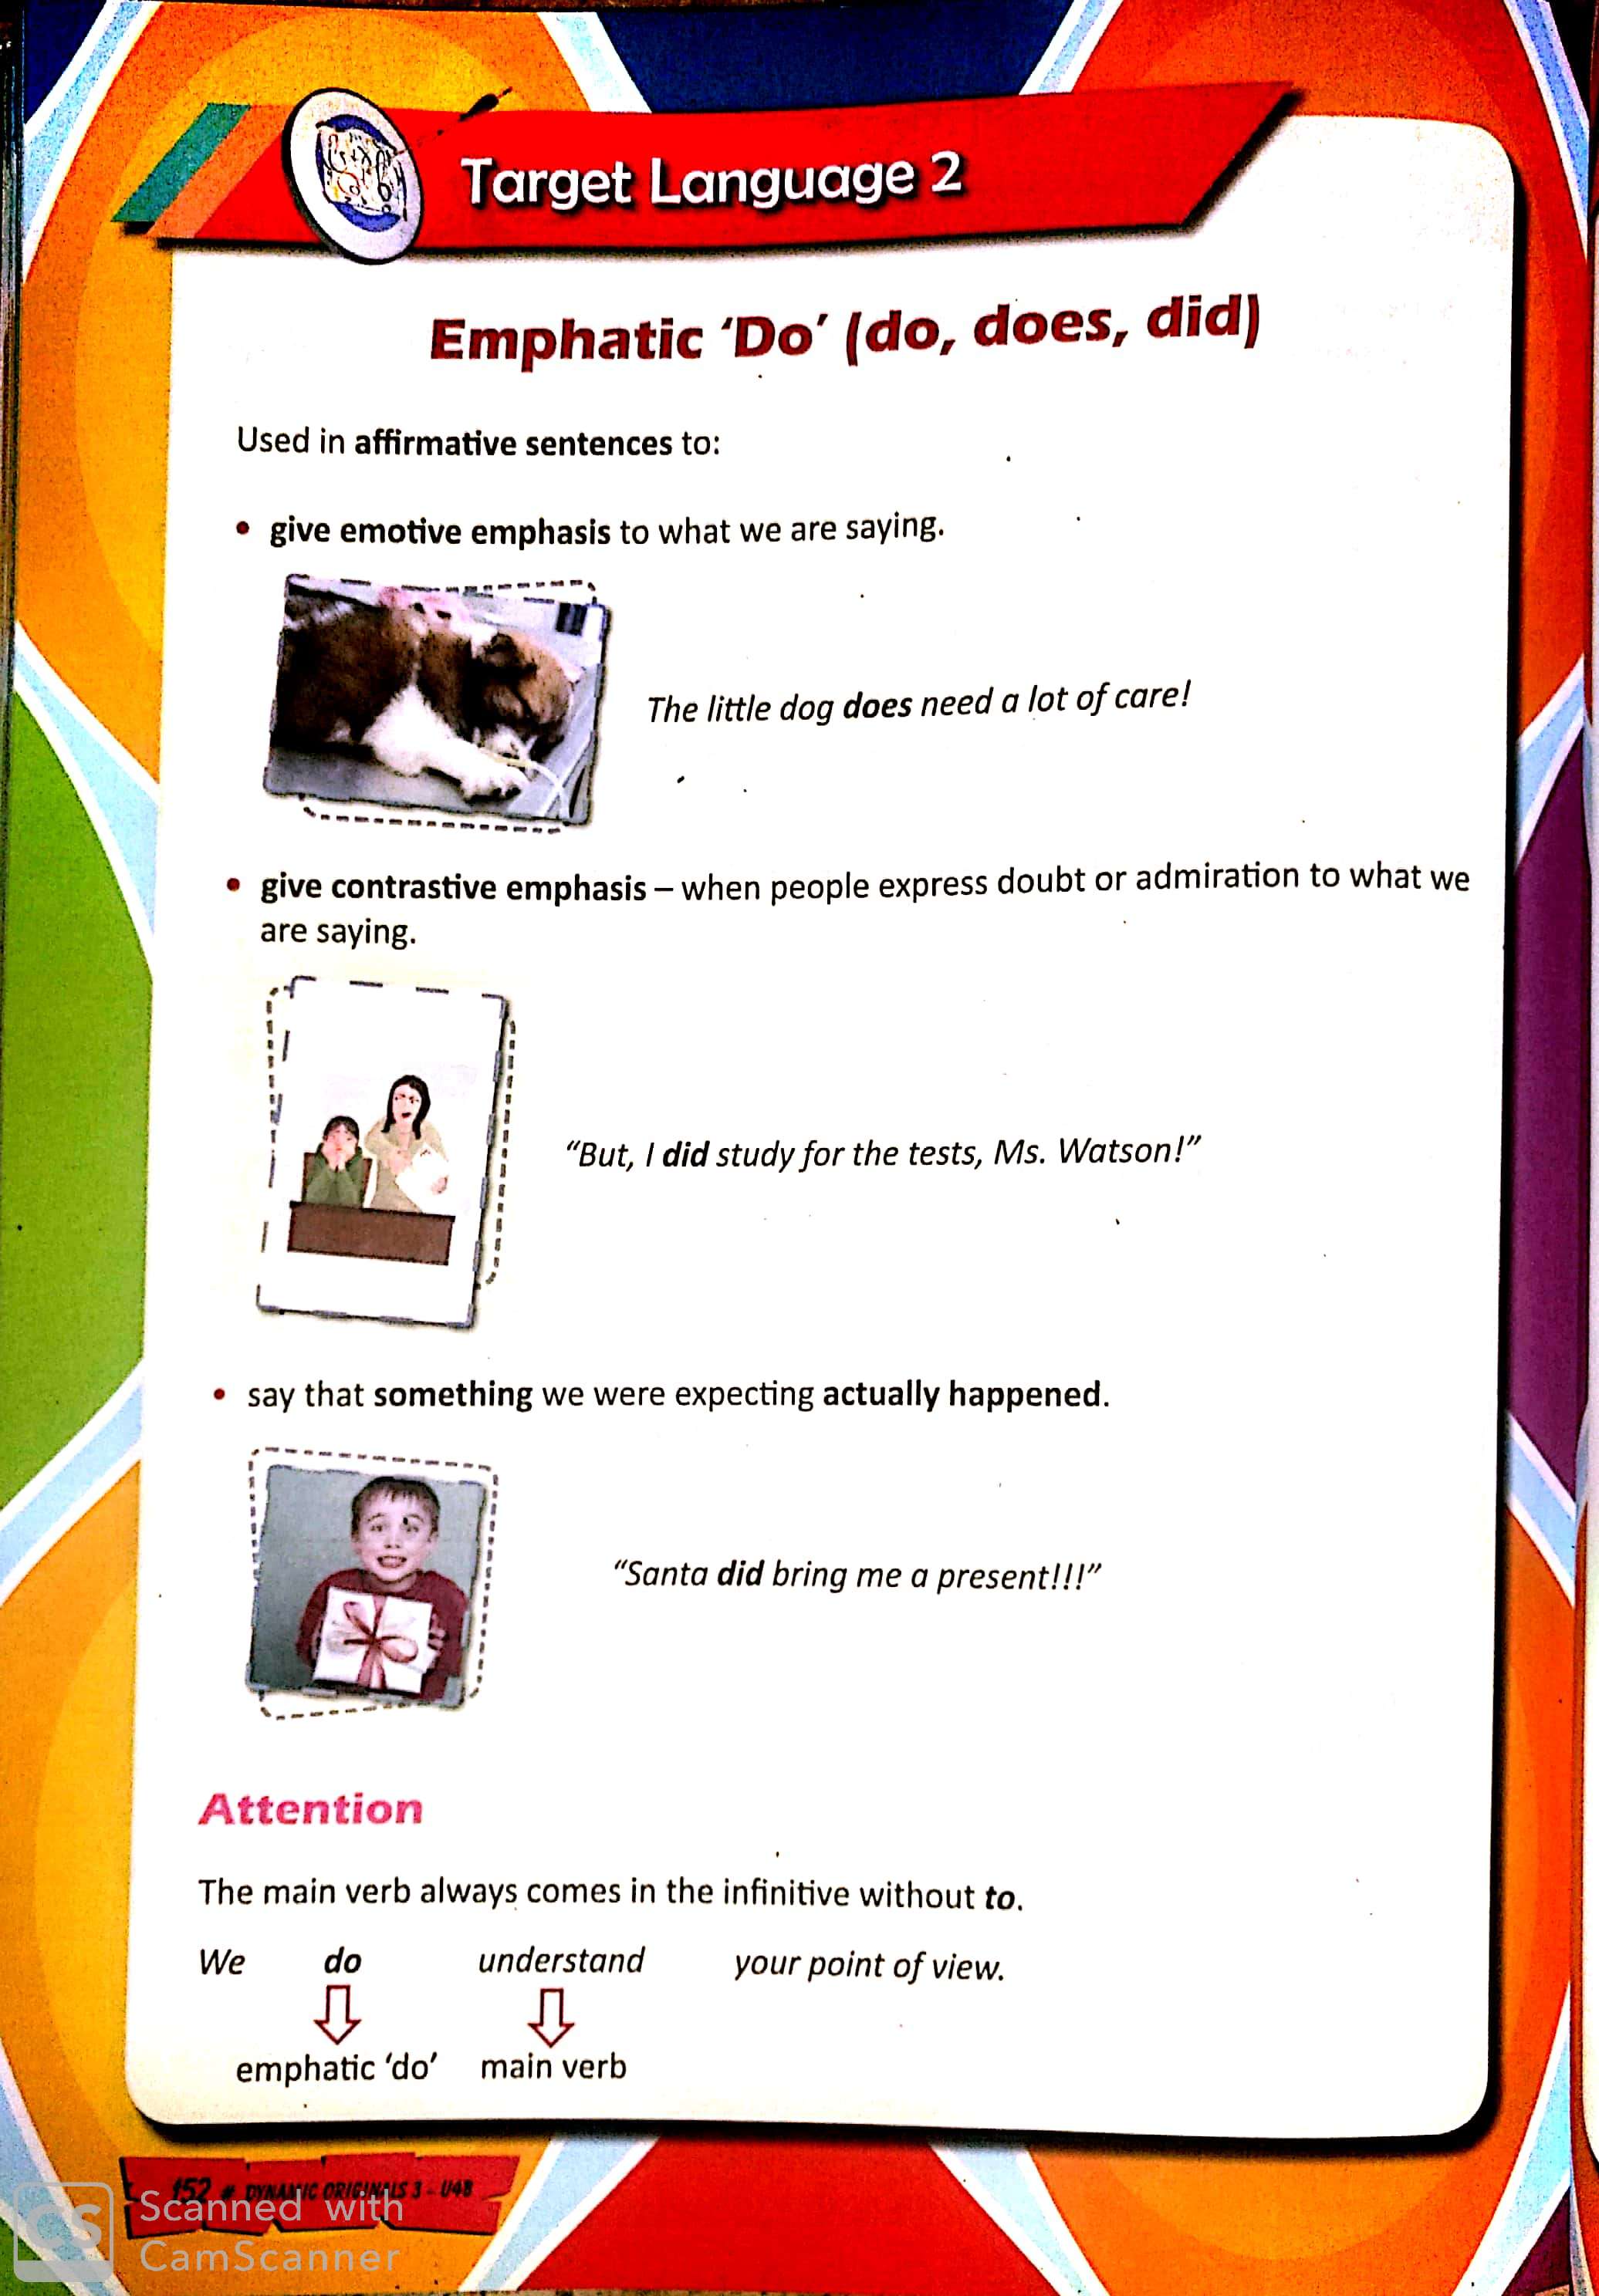 Target Language 2
Emphatic ‘Do’ (do, does, did)
Used in affirmative sentences to:
• give emotive emphasis to what we are saying.
The little dog does need a lot of care!
• give contrastive emphasis – when people express doubt or admiration to what we
are saying.
“But, I did study for the tests, Ms. Watson!”
• say that something we were expecting actually happened.
“Santa did bring me a present!!!”
Attention
The main verb always comes in the infinitive without to.
We do understand your point of view.
emphatic ‘do’ main verb
152 # DYNAMIC ORIGINALS 3 - U48
CS Scanned with
CamScanner